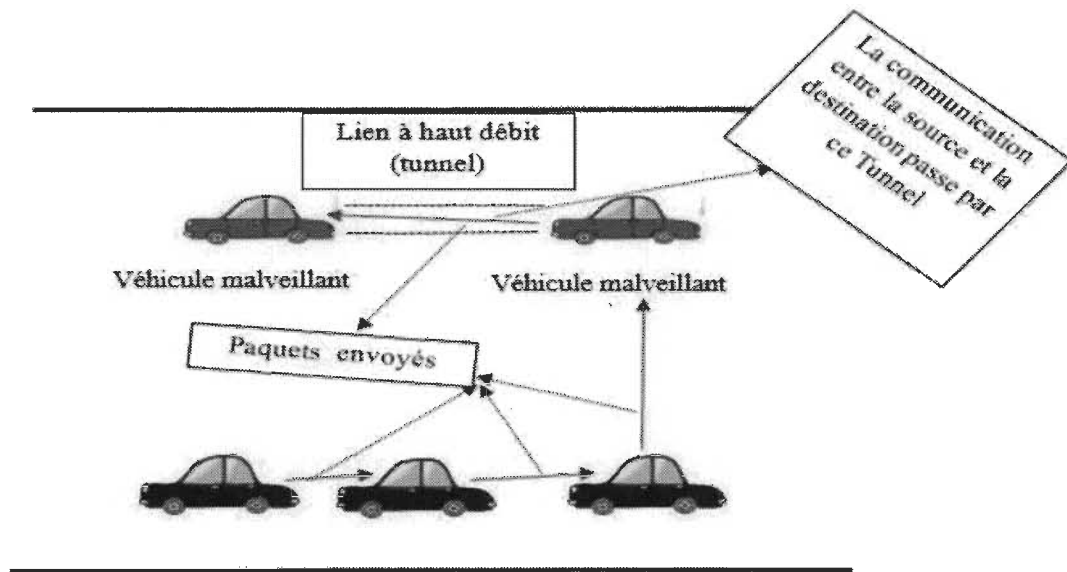 La communication
entre la source et la
destination passe par
ce Tunnel
Lien à haut débit
(tunnel)
Véhicule malveillant
Véhicule malveillant
Paquets envoyés